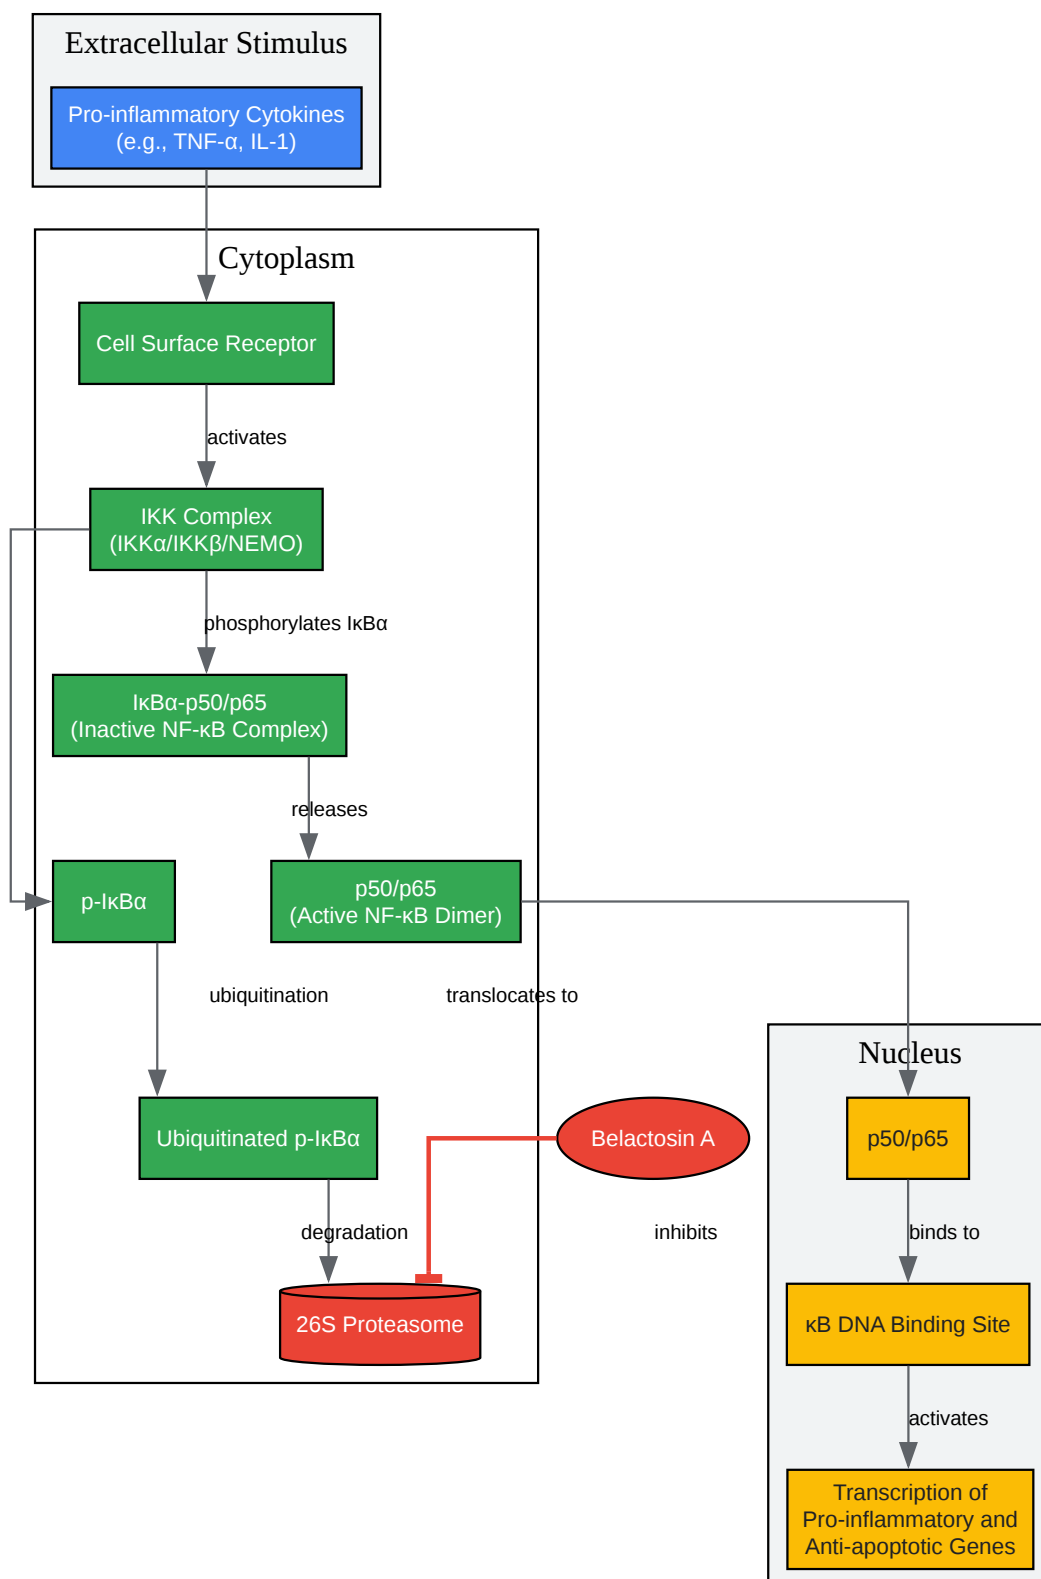 Extracellular Stimulus
Pro-inflammatory Cytokines
(e.g., TNF-α, IL-1)
Cytoplasm
Cell Surface Receptor
activates
IKK Complex
(IKKα/IKKβ/NEMO)
phosphorylates IκBα
IκBα-p50/p65
(Inactive NF-κB Complex)
releases
p-IκBα
p50/p65
(Active NF-κB Dimer)
ubiquitination
translocates to
Nucleus
Ubiquitinated p-IκBα
Belactosin A
p50/p65
degradation
inhibits
binds to
26S Proteasome
κB DNA Binding Site
activates
Transcription of
Pro-inflammatory and
Anti-apoptotic Genes